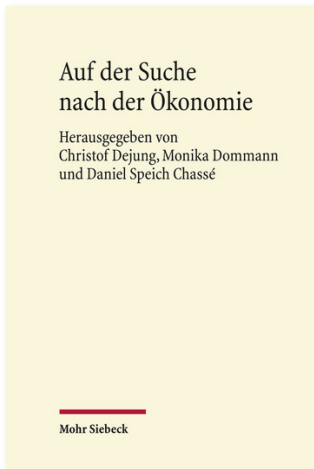 Auf der Suche
nach der Ökonomie
Herausgegeben von
Christof Dejung, Monika Dommann
und Daniel Speich Chassé
Mohr Siebeck